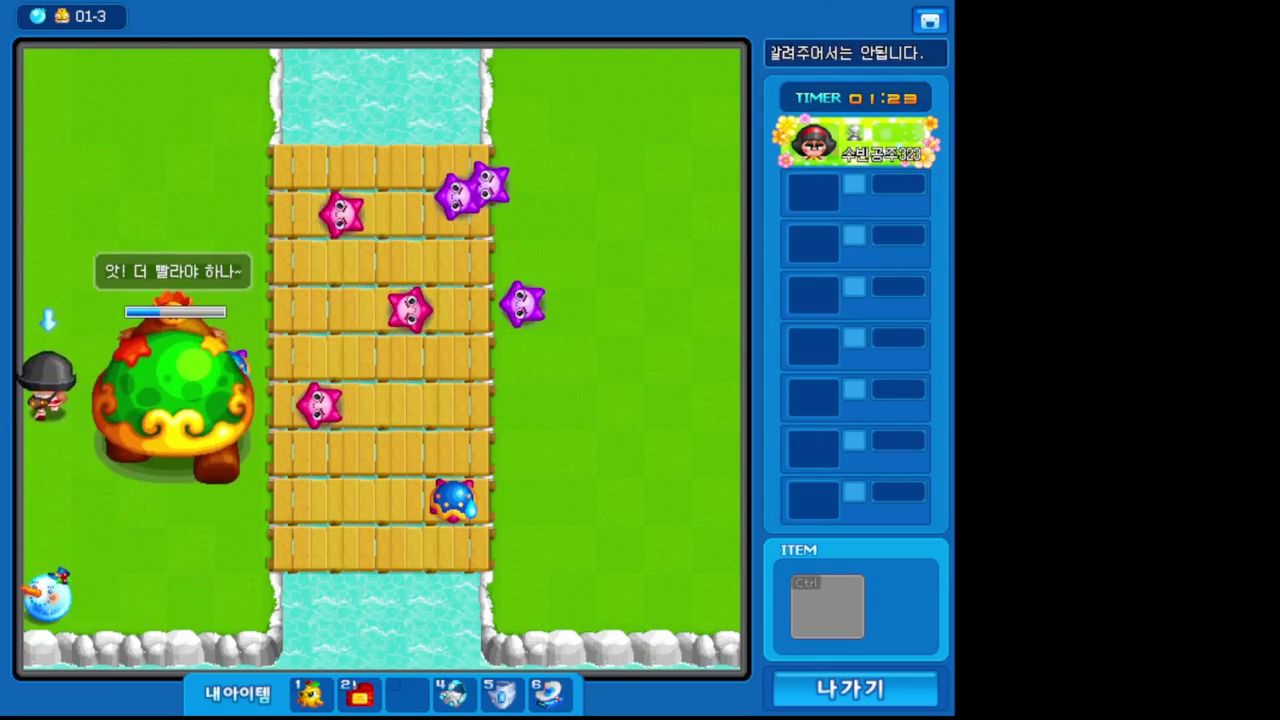 01-3
알려주어서는 안됩니다.
TIMER 01:23
수빈공주323
앗! 더 빨라야 하나~
ITEM
Ctrl
내아이템
1
2
4
5
6
나가기